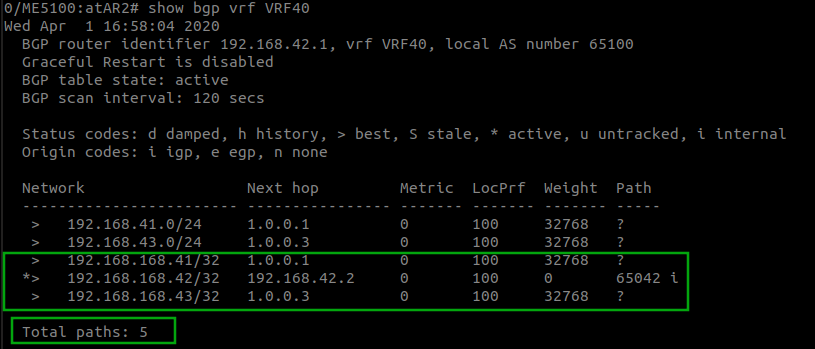 0/ME5100:atAR2# show bgp vrf VRF40
Wed Apr  1 16:58:04 2020
  BGP router identifier 192.168.42.1, vrf VRF40, local AS number 65100
  Graceful Restart is disabled
  BGP table state: active
  BGP scan interval: 120 secs

  Status codes: d damped, h history, > best, S stale, * active, u untracked, i internal
  Origin codes: i igp, e egp, n none

  Network                  Next hop         Metric  LocPrf  Weight  Path
  ------------------------ ---------------- ------- ------- ------- -----
   >   192.168.41.0/24     1.0.0.1          0       100     32768   ?
   >   192.168.43.0/24     1.0.0.3          0       100     32768   ?
   >   192.168.168.41/32   1.0.0.1          0       100     32768   ?
  *>   192.168.168.42/32   192.168.42.2     0       100     0       65042 i
   >   192.168.168.43/32   1.0.0.3          0       100     32768   ?

  Total paths: 5